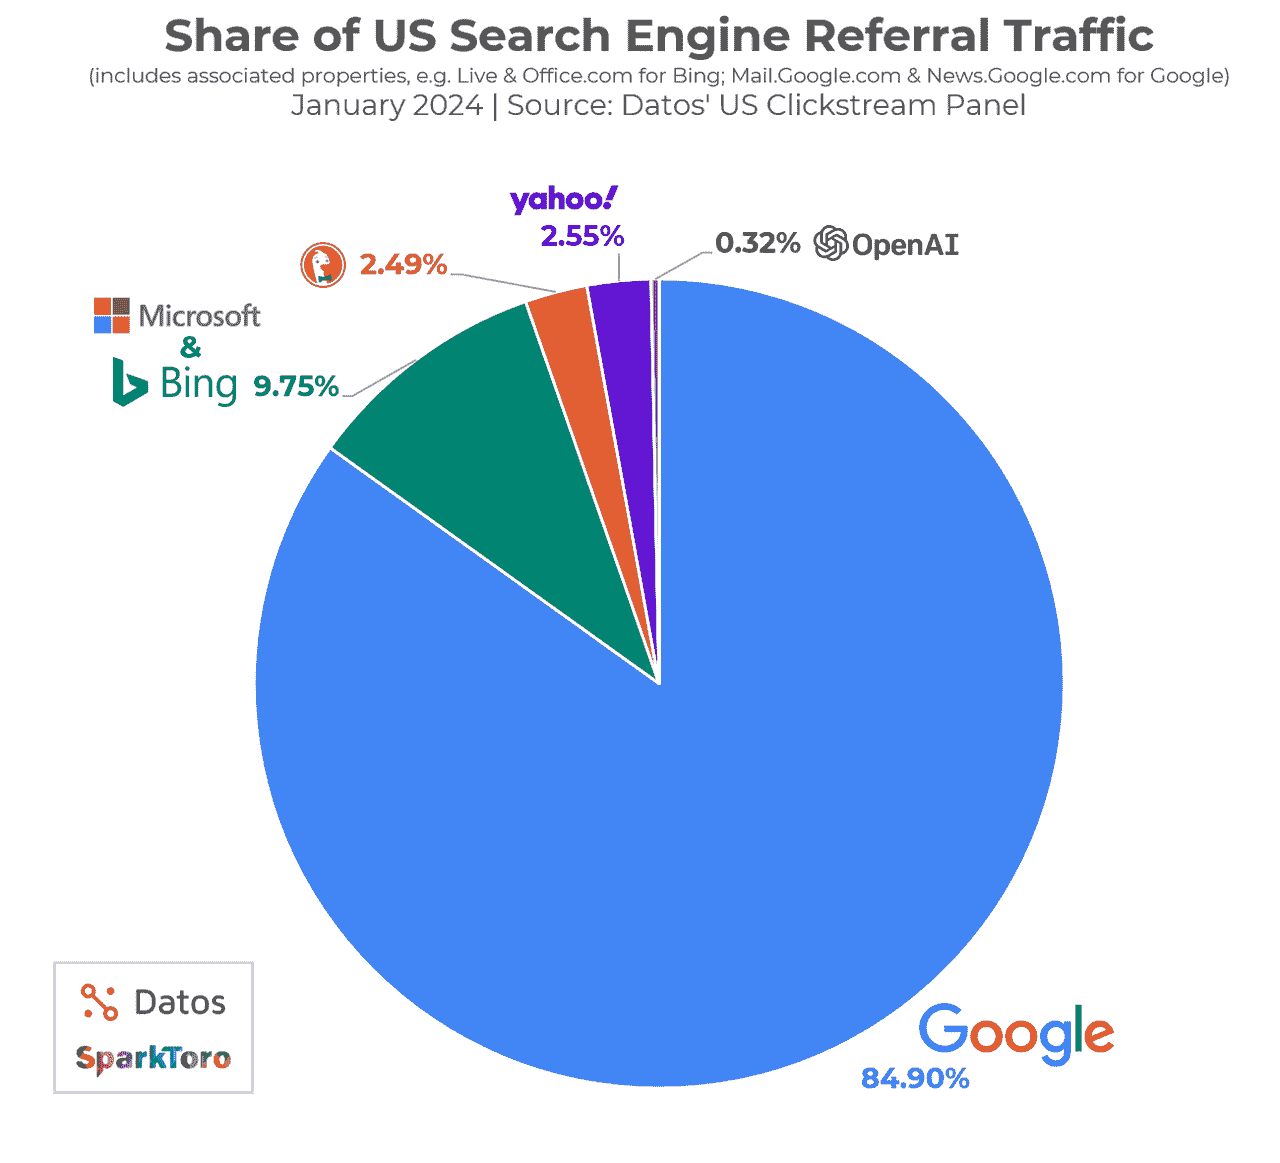 Share of US Search Engine Referral Traffic
(includes associated properties, e.g. Live & Office.com for Bing; Mail.Google.com & News.Google.com for Google)
January 2024 | Source: Datos' US Clickstream Panel
yahoo!
2.55%
0.32% OpenAI
2.49%
Microsoft
&
Bing 9.75%
Google
84.90%
Datos
SparkToro